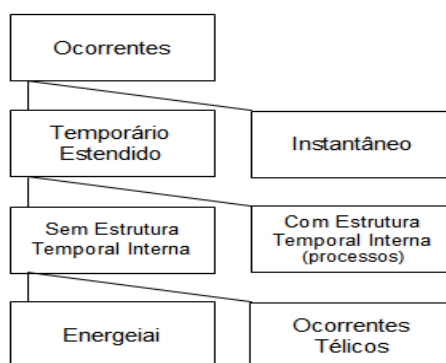 Ocorrentes
Temporário
Estendido
Instantâneo
Sem Estrutura
Temporal Interna
Com Estrutura
Temporal Interna
(processos)
Energeiai
Ocorrentes
Télicos